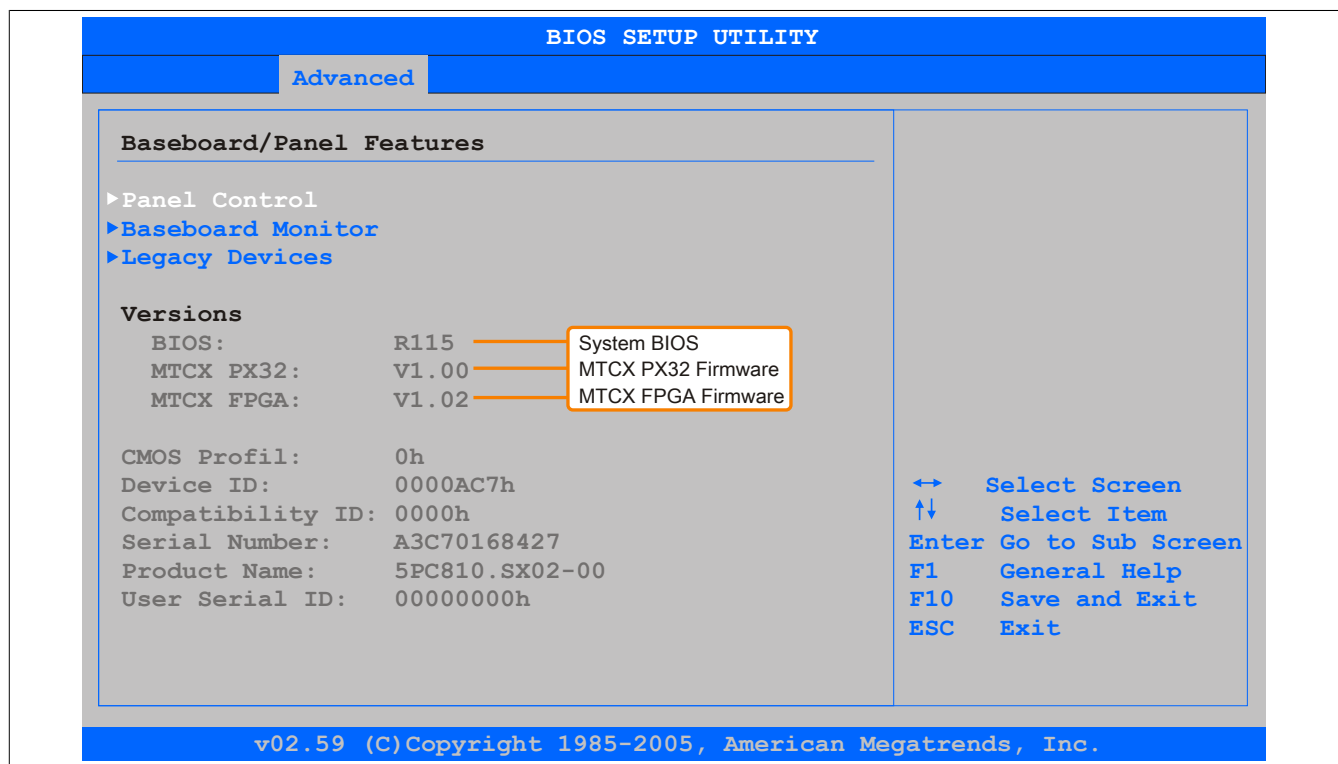 BIOS SETUP UTILITY
Advanced
Baseboard/Panel Features
▶Panel Control
▶Baseboard Monitor
▶Legacy Devices
Versions
BIOS: R115 System BIOS
MTCX PX32: V1.00 MTCX PX32 Firmware
MTCX FPGA: V1.02 MTCX FPGA Firmware
CMOS Profil: 0h
Device ID: 0000AC7h
Compatibility ID: 0000h
Serial Number: A3C70168427
Product Name: 5PC810.SX02-00
User Serial ID: 00000000h
↔ Select Screen
↑↓ Select Item
Enter Go to Sub Screen
F1 General Help
F10 Save and Exit
ESC Exit
v02.59 (C)Copyright 1985-2005, American Megatrends, Inc.